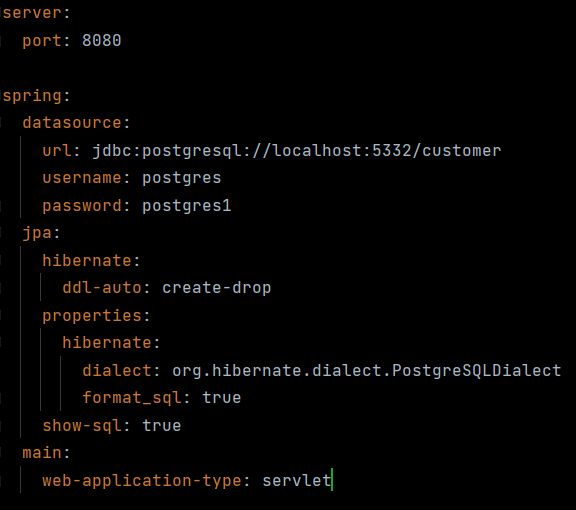 server:
  port: 8080

spring:
  datasource:
    url: jdbc:postgresql://localhost:5332/customer
    username: postgres
    password: postgres1
  jpa:
    hibernate:
      ddl-auto: create-drop
    properties:
      hibernate:
        dialect: org.hibernate.dialect.PostgreSQLDialect
        format_sql: true
    show-sql: true
  main:
    web-application-type: servlet